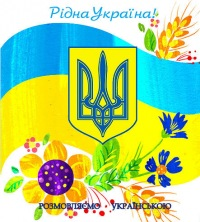 Рідна Україна!
РОЗМОВЛЯЄМО • УКРАЇНСЬКОЮ